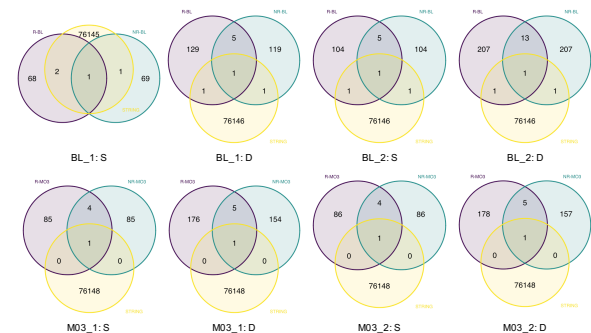 R-BL NR-BL R-BL NR-BL R-BL NR-BL
R-BL 76145 NR-BL
129 5 119 104 5 104 207 13 207
68 2 1 1 69 1 1 1
1 1 1 1 1 1
STRING
76146 76146 76146
STRING STRING STRING
BL_1: S BL_1: D BL_2: S BL_2: D
R-MO3 NR-MO3 R-MO3 NR-MO3 R-MO3 NR-MO3 R-MO3 NR-MO3
85 4 85 176 5 154 86 4 86 178 5 157
1 1 1 1
0 0 0 0 0 0 0 0
76148 76148 76148 76148
STRING STRING STRING STRING
M03_1: S M03_1: D M03_2: S M03_2: D